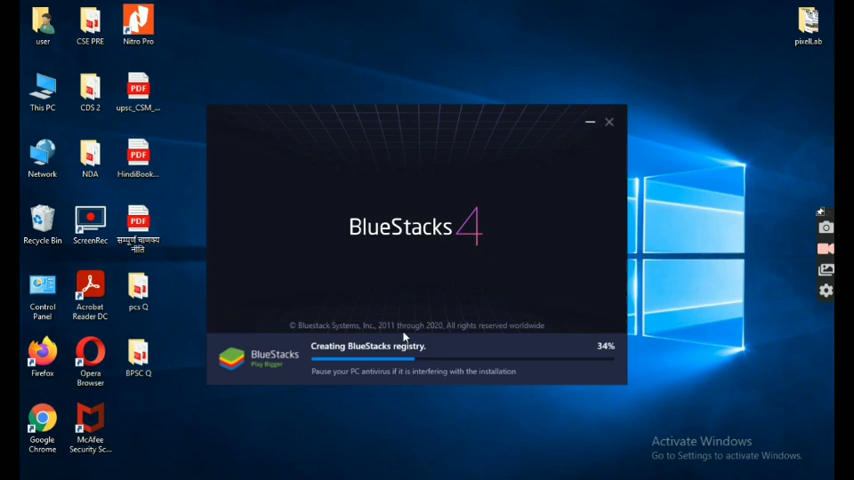 user
CSE PRE
Nitro Pro
pixelLab
This PC
CDS 2
upsc_CSM_...
Network
NDA
HindiBook...
Recycle Bin
ScreenRec
सम्पूर्ण चाणक्य
नीति
Control
Panel
Acrobat
Reader DC
pcs Q
Firefox
Opera
Browser
BPSC Q
Google
Chrome
McAfee
Security Sc...
BlueStacks 4
© Bluestack Systems, Inc., 2011 through 2020, All rights reserved worldwide
BlueStacks
Play Bigger
Creating BlueStacks registry.
34%
Pause your PC antivirus if it is interfering with the installation
Activate Windows
Go to Settings to activate Windows.